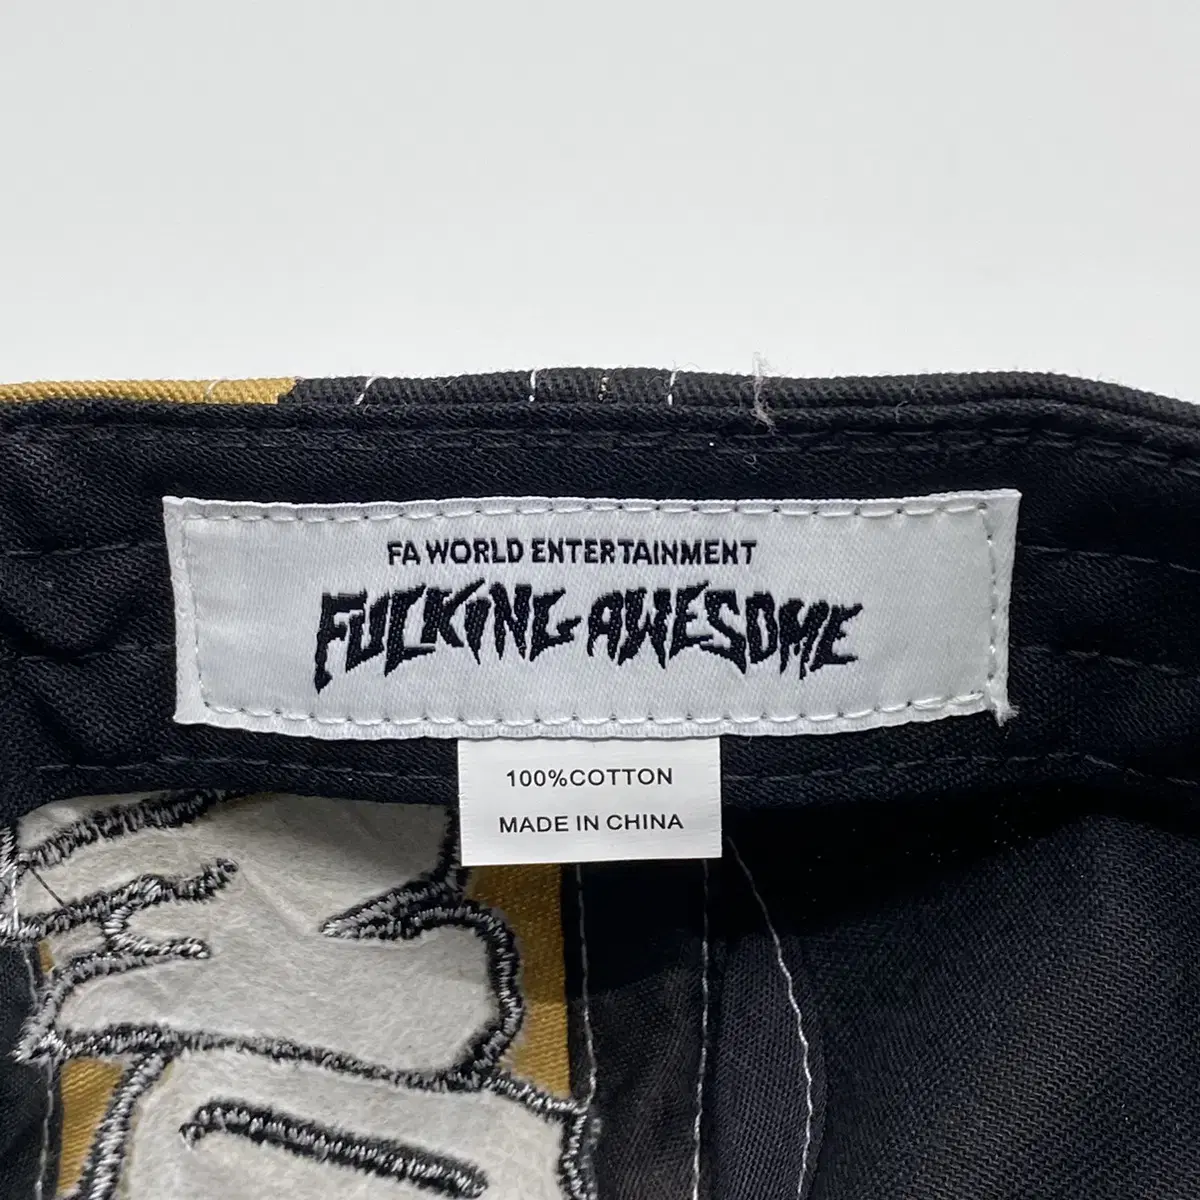 FA WORLD ENTERTAINMENT
FUCKING AWESOME
100%COTTON
MADE IN CHINA